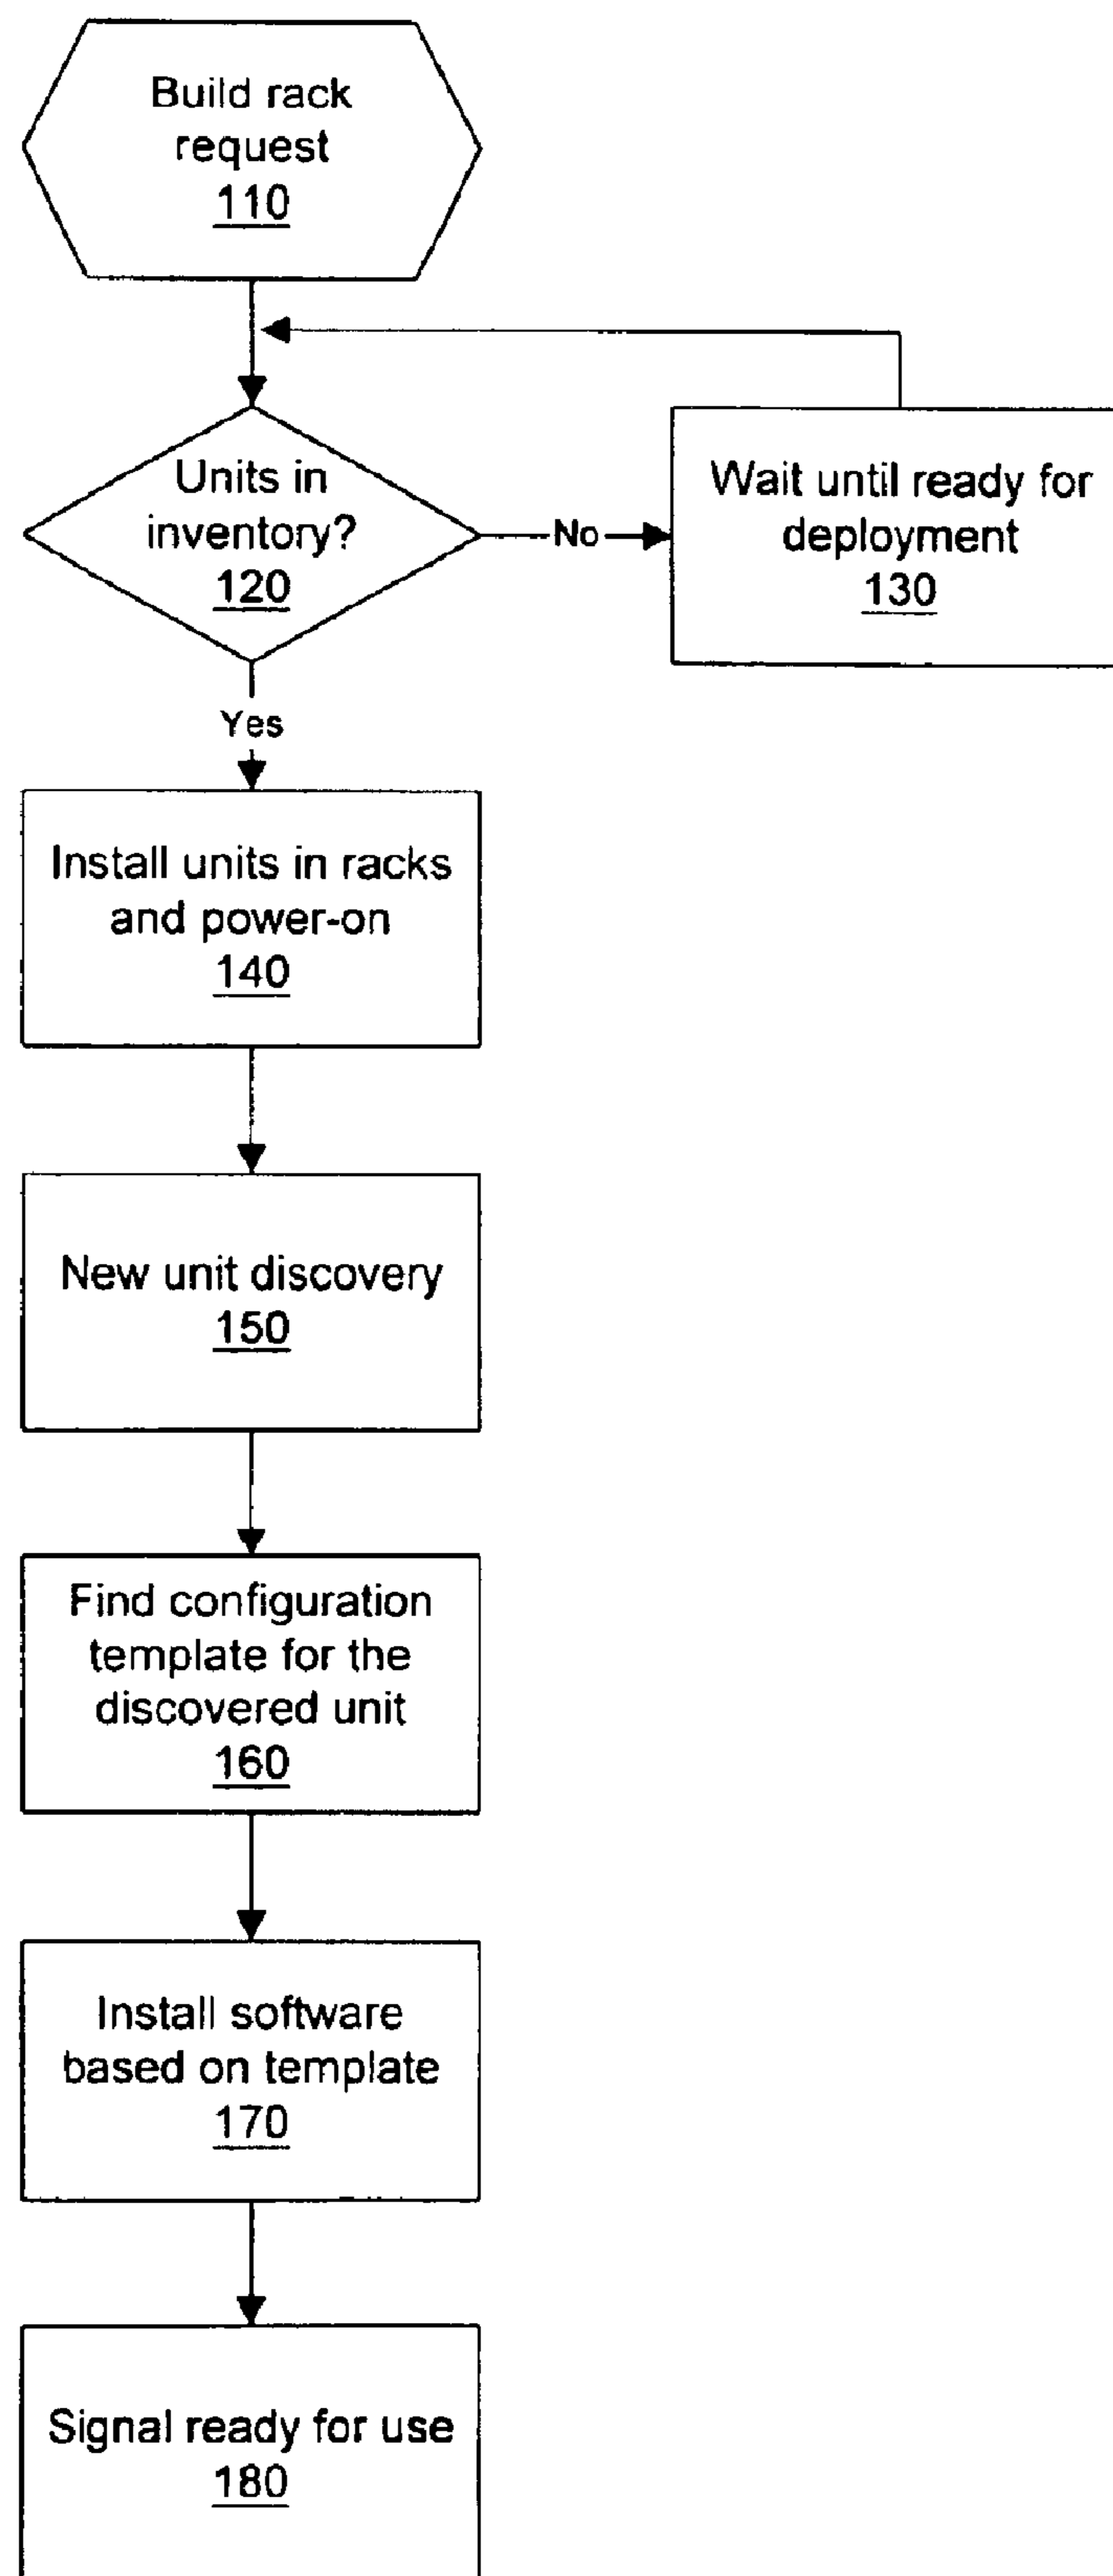 Build rack
request
110
Units in
inventory?
120
No
Wait until ready for
deployment
130
Yes
Install units in racks
and power-on
140
New unit discovery
150
Find configuration
template for the
discovered unit
160
Install software
based on template
170
Signal ready for use
180